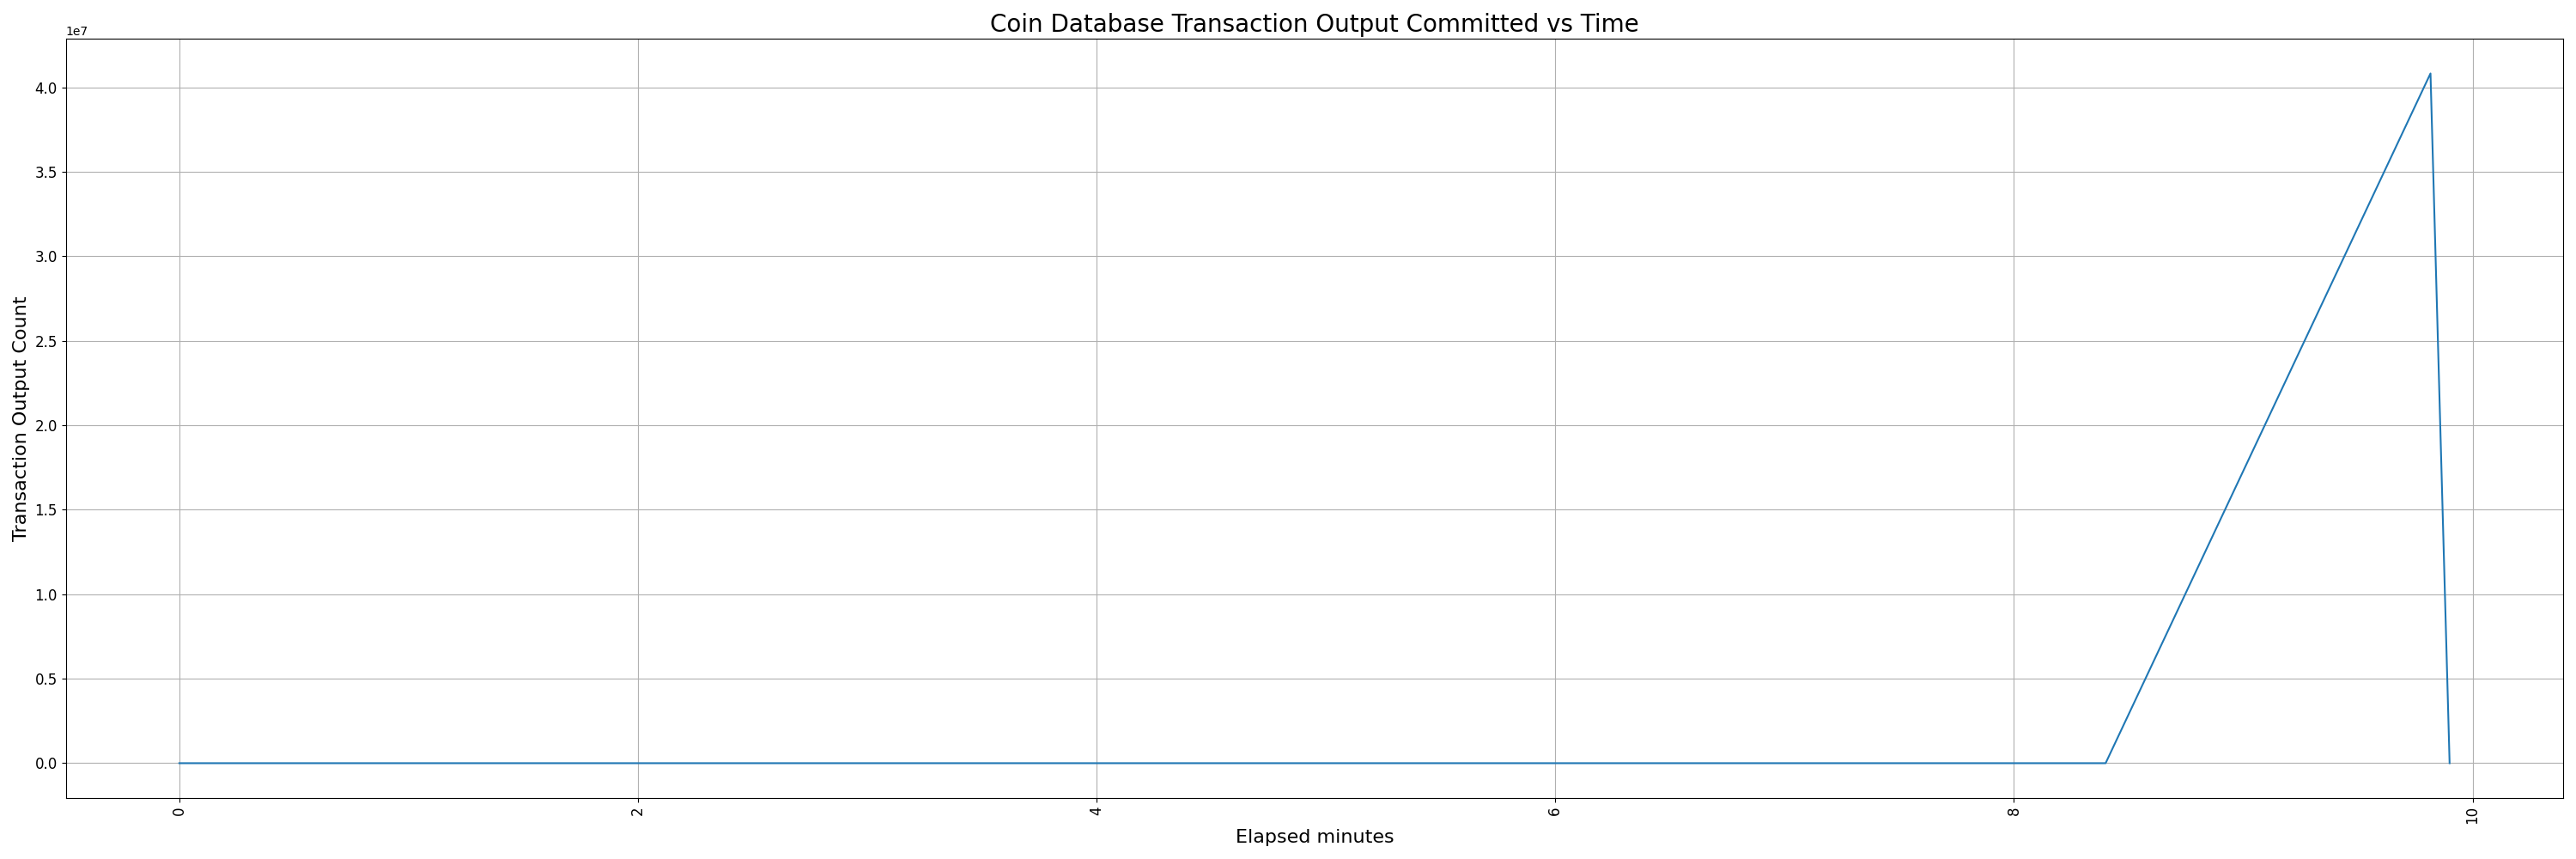 Coin Database Transaction Output Committed vs Time
1e7
4.0
3.5
3.0
2.5
2.0
1.5
1.0
0.5
0.0
Transaction Output Count
0 2 4 6 8 10
Elapsed minutes